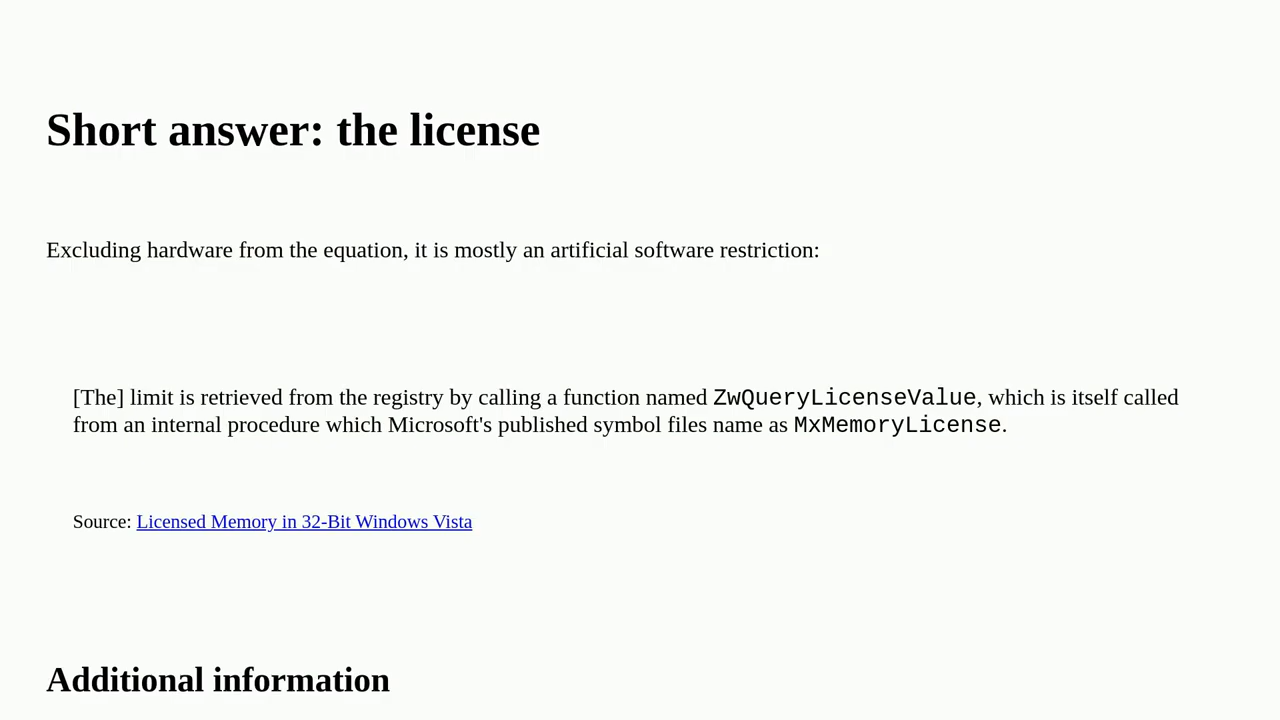 Short answer: the license
Excluding hardware from the equation, it is mostly an artificial software restriction:
[The] limit is retrieved from the registry by calling a function named ZwQueryLicenseValue, which is itself called
from an internal procedure which Microsoft's published symbol files name as MxMemoryLicense.
Source: Licensed Memory in 32-Bit Windows Vista
Additional information